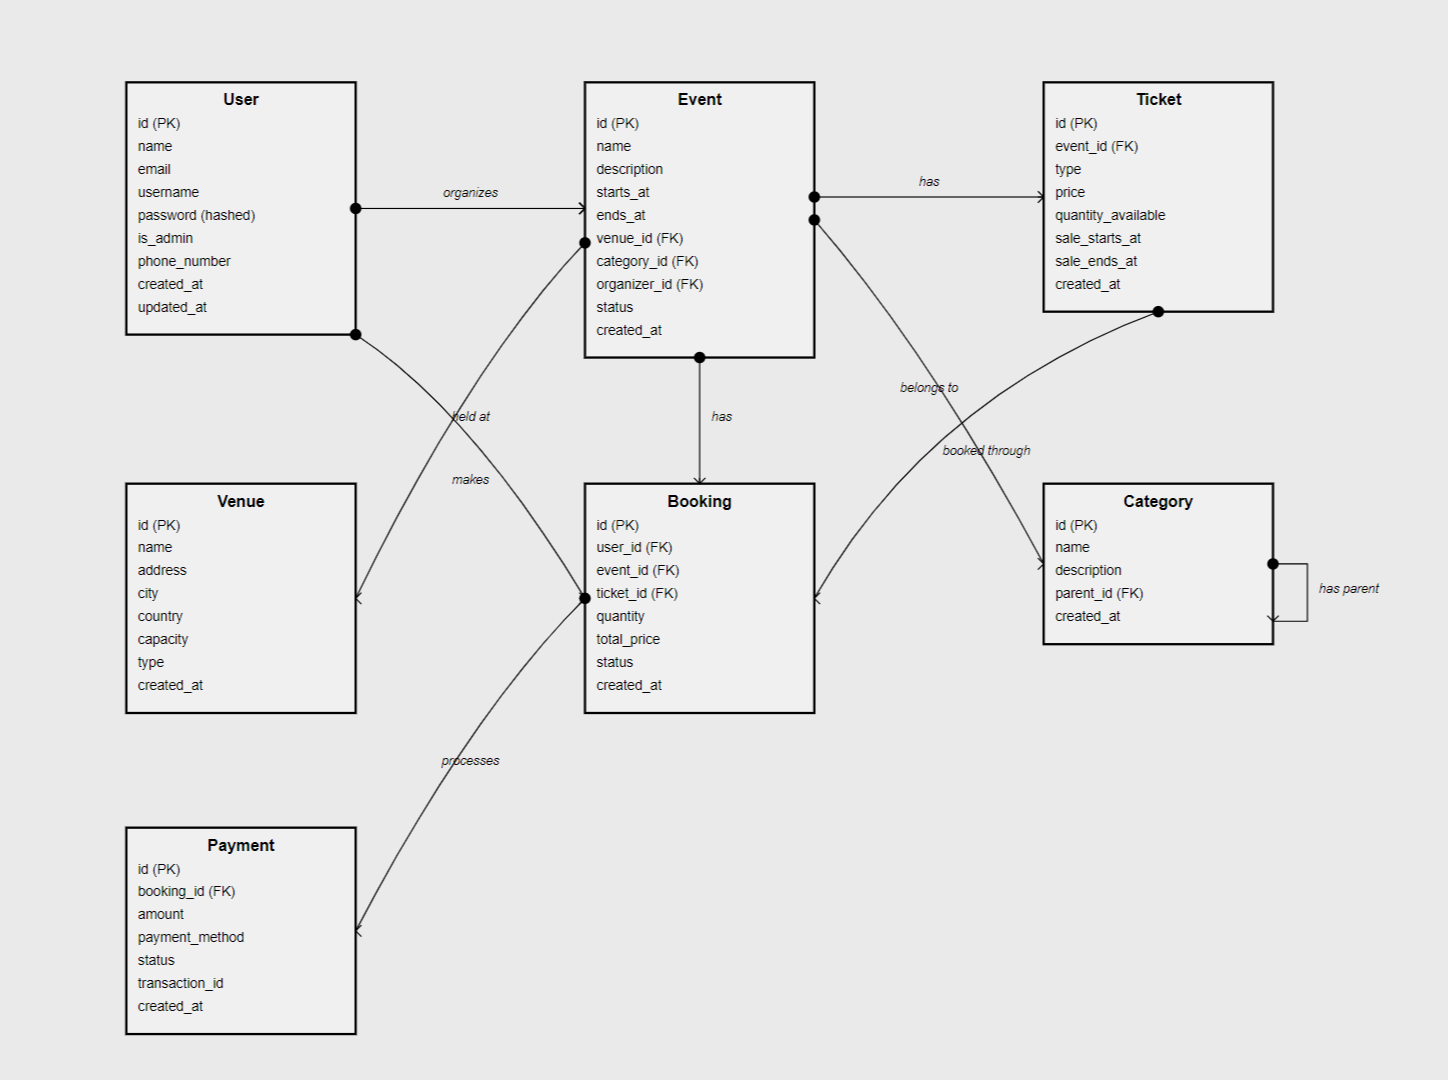 User
id (PK)
name
email
username
password (hashed)
is_admin
phone_number
created_at
updated_at
organizes
Event
id (PK)
name
description
starts_at
ends_at
venue_id (FK)
category_id (FK)
organizer_id (FK)
status
created_at
has
Ticket
id (PK)
event_id (FK)
type
price
quantity_available
sale_starts_at
sale_ends_at
created_at
held at
makes
has
belongs to
booked through
Venue
id (PK)
name
address
city
country
capacity
type
created_at
Booking
id (PK)
user_id (FK)
event_id (FK)
ticket_id (FK)
quantity
total_price
status
created_at
Category
id (PK)
name
description
parent_id (FK)
created_at
has parent
processes
Payment
id (PK)
booking_id (FK)
amount
payment_method
status
transaction_id
created_at